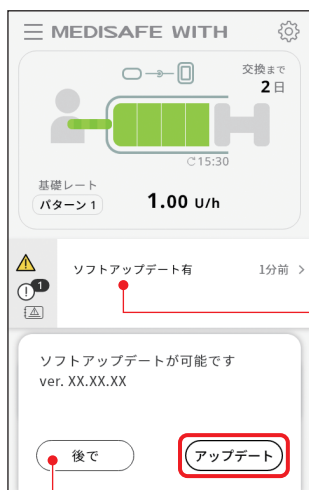 MEDISAFE WITH
交換まで
2日
15:30
基礎レート
パターン 1
1.00 U/h
ソフトアップデート有
1分前
1
ソフトアップデートが可能です
ver. XX.XX.XX
後で
アップデート